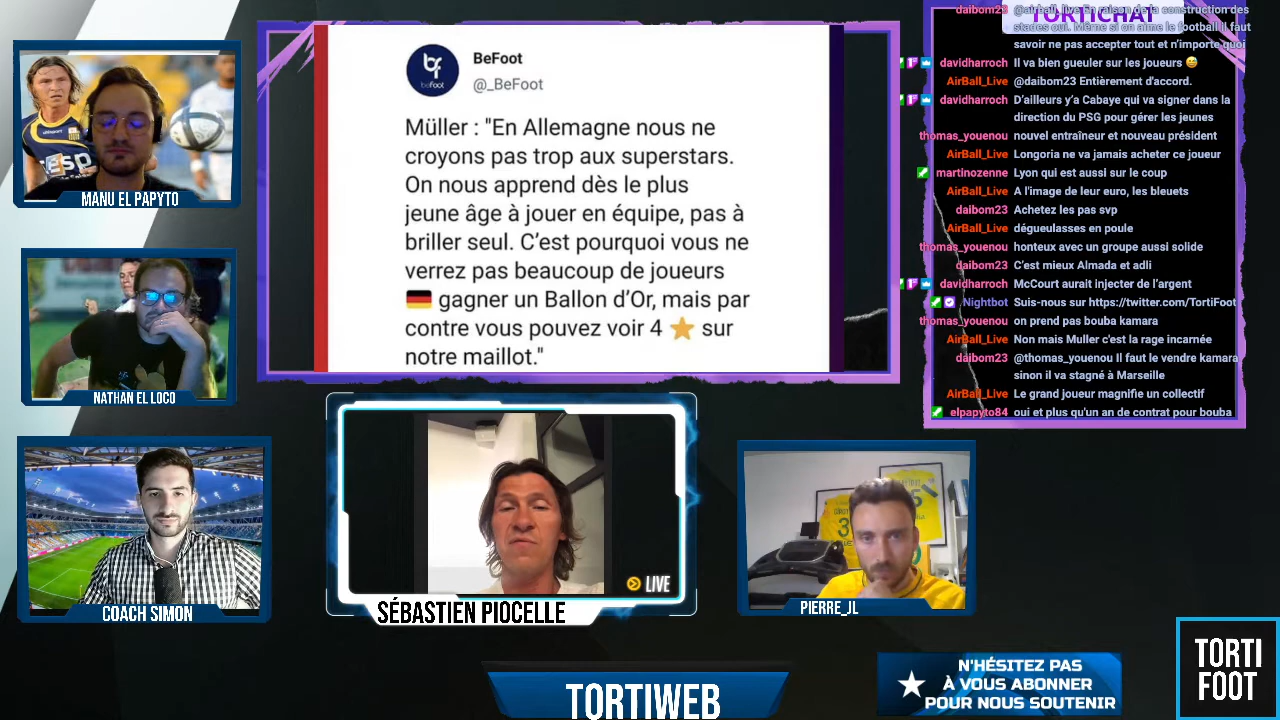 BeFoot
@_BeFoot
beFoot
Müller : "En Allemagne nous ne
croyons pas trop aux superstars.
On nous apprend dès le plus
jeune âge à jouer en équipe, pas à
briller seul. C’est pourquoi vous ne
verrez pas beaucoup de joueurs
🇩🇪 gagner un Ballon d’Or, mais par
contre vous pouvez voir 4 ⭐ sur
notre maillot."
MANU EL PAPYTO
NATHAN EL LOCO
COACH SIMON
LIVE
SÉBASTIEN PIOCELLE
PIERRE_JL
TORTIWEB
N'HÉSITEZ PAS
À VOUS ABONNER
POUR NOUS SOUTENIR
TORTI
FOOT
TORTICHAT
daibom23 @airball_live En raison de la construction des
stades oui. Même si on aime le football il faut
savoir ne pas accepter tout et n’importe quoi
davidharroch Il va bien gueuler sur les joueurs 😅
AirBall_Live @daibom23 Entièrement d'accord.
davidharroch D’ailleurs y’a Cabaye qui va signer dans la
direction du PSG pour gérer les jeunes
thomas_youenou nouvel entraîneur et nouveau président
AirBall_Live Longoria ne va jamais acheter ce joueur
martinozenne Lyon qui est aussi sur le coup
AirBall_Live A l'image de leur euro, les bleuets
daibom23 Achetez les pas svp
AirBall_Live dégueulasses en poule
thomas_youenou honteux avec un groupe aussi solide
daibom23 C’est mieux Almada et adli
davidharroch McCourt aurait injecter de l’argent
Nightbot Suis-nous sur https://twitter.com/TortiFoot
thomas_youenou on prend pas bouba kamara
AirBall_Live Non mais Muller c'est la rage incarnée
daibom23 @thomas_youenou Il faut le vendre kamara
sinon il va stagné à Marseille
AirBall_Live Le grand joueur magnifie un collectif
elpapyto84 oui et plus qu'un an de contrat pour bouba